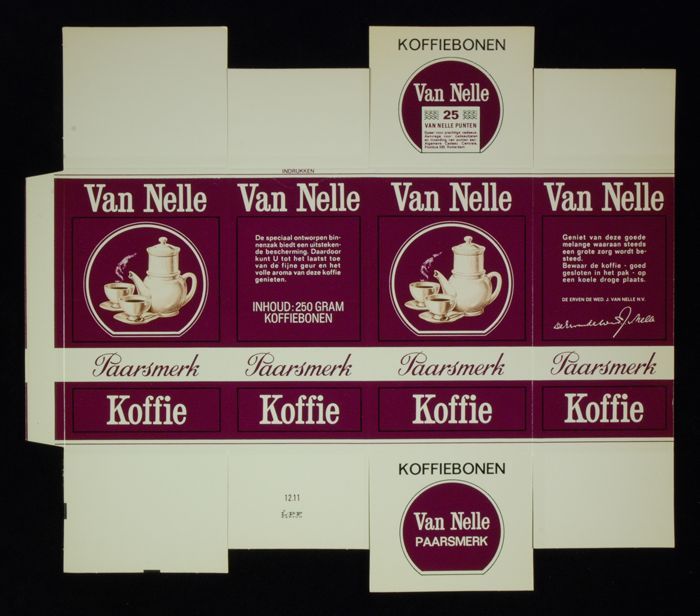 KOFFIEBONEN
Van Nelle
25
VAN NELLE PUNTEN
INDRUKKEN
Van Nelle
Paarsmerk
Koffie
Van Nelle
De speciaal ontworpen bin-
nenzak biedt een uitsteken-
de bescherming. Daardoor
kunt U tot het laatst toe
van de fijne geur en het
volle aroma van deze koffie
genieten.
INHOUD: 250 GRAM
KOFFIEBONEN
Paarsmerk
Koffie
Van Nelle
Paarsmerk
Koffie
Van Nelle
Geniet van deze goede
melange waaraan steeds
een grote zorg wordt be-
steed.
Bewaar de koffie - goed
gesloten in het pak - op
een koele droge plaats.
DE ERVEN DE WED. J. VAN NELLE N.V.
Paarsmerk
Koffie
12.11
KOFFIEBONEN
Van Nelle
PAARSMERK